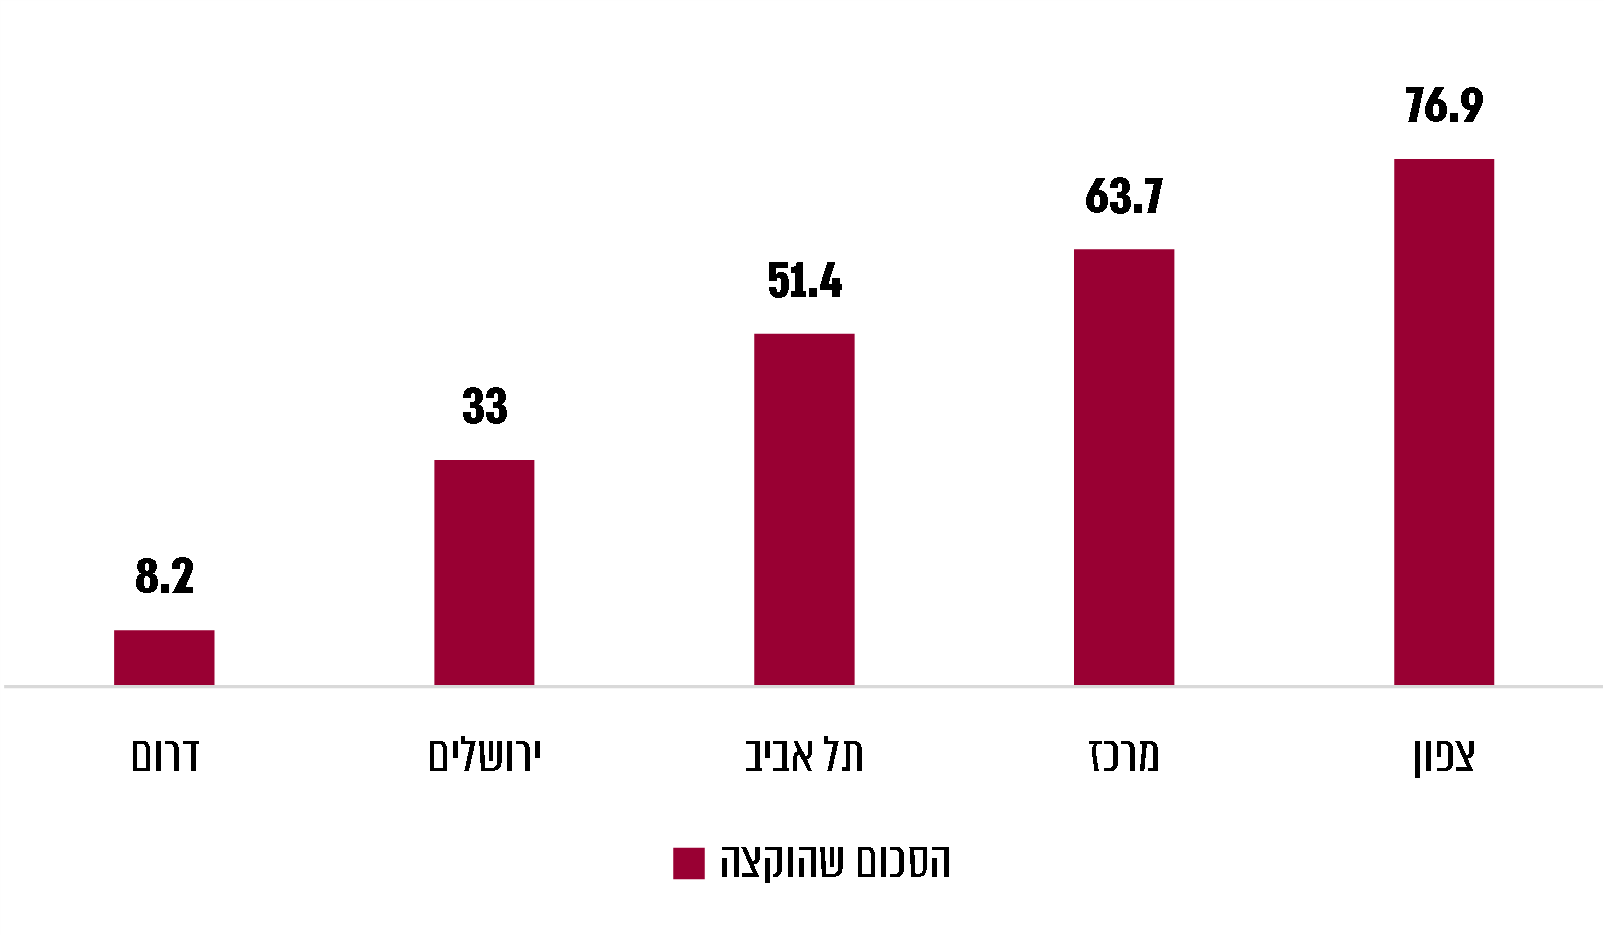 76.9
63.7
51.4
33
8.2
צפון
מרכז
תל אביב
ירושלים
דרום
הסכום שהוקצה